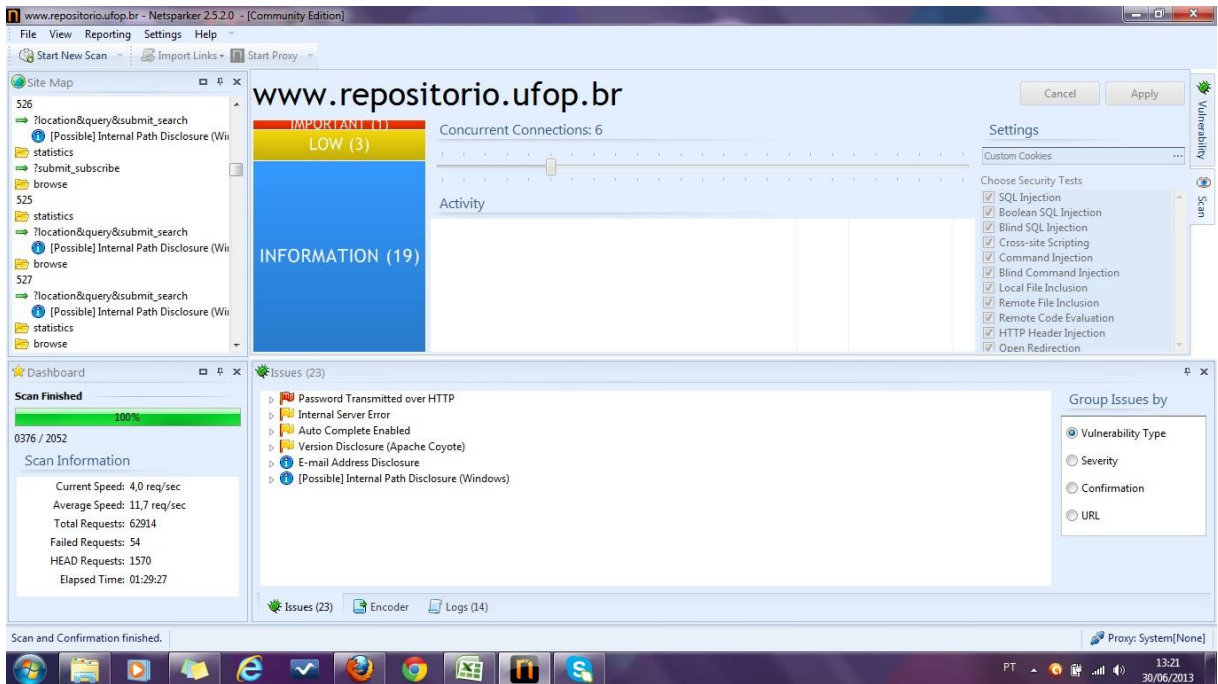 www.repositorio.ufop.br - Netsparker 2.5.2.0 - [Community Edition]
File View Reporting Settings Help
Start New Scan Import Links Start Proxy
Site Map
526
?location&query&submit_search
[Possible] Internal Path Disclosure
statistics
?submit_subscribe
browse
525
statistics
?location&query&submit_search
[Possible] Internal Path Disclosure
browse
527
?location&query&submit_search
[Possible] Internal Path Disclosure
statistics
browse
www.repositorio.ufop.br
Cancel Apply
IMPORTANT (1)
LOW (3)
INFORMATION (19)
Concurrent Connections: 6
Activity
Settings
Custom Cookies ...
Choose Security Tests
SQL Injection
Boolean SQL Injection
Blind SQL Injection
Cross-site Scripting
Command Injection
Blind Command Injection
Local File Inclusion
Remote File Inclusion
Remote Code Evaluation
HTTP Header Injection
Open Redirection
Vulnerability
Scan
Dashboard
Scan Finished
100%
0376 / 2052
Scan Information
Current Speed: 4,0 req/sec
Average Speed: 11,7 req/sec
Total Requests: 62914
Failed Requests: 54
HEAD Requests: 1570
Elapsed Time: 01:29:27
Issues (23)
Password Transmitted over HTTP
Internal Server Error
Auto Complete Enabled
Version Disclosure (Apache Coyote)
E-mail Address Disclosure
[Possible] Internal Path Disclosure (Windows)
Group Issues by
Vulnerability Type
Severity
Confirmation
URL
Issues (23) Encoder Logs (14)
Scan and Confirmation finished.
Proxy: System[None]
PT
13:21
30/06/2013